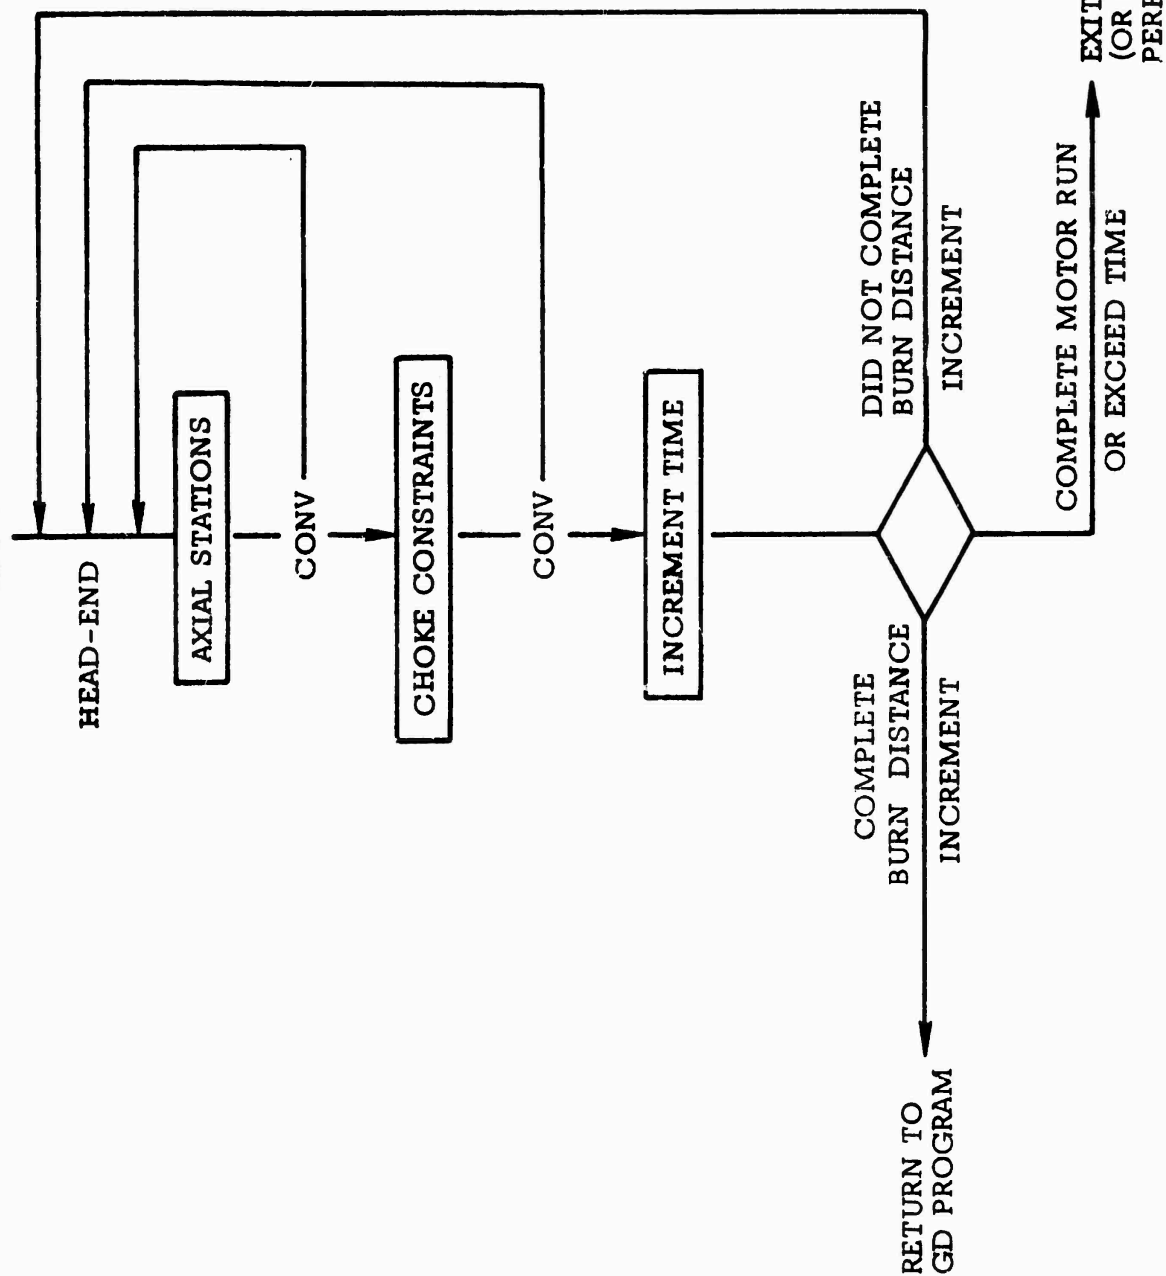 HEAD-END
AXIAL STATIONS
CONV
CHOKE CONSTRAINTS
CONV
INCREMENT TIME
DID NOT COMPLETE
BURN DISTANCE
INCREMENT
COMPLETE
BURN DISTANCE
INCREMENT
RETURN TO
GD PROGRAM
COMPLETE MOTOR RUN
OR EXCEED TIME
EXIT
(OR